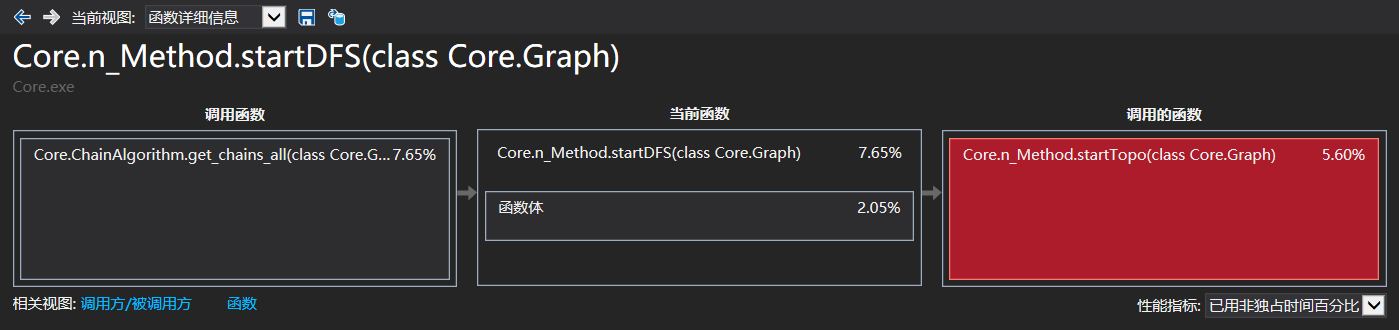 当前视图: 函数详细信息
Core.n_Method.startDFS(class Core.Graph)
Core.exe
调用函数
当前函数
调用的函数
Core.ChainAlgorithm.get_chains_all(class Core.G... 7.65%
Core.n_Method.startDFS(class Core.Graph) 7.65%
函数体 2.05%
Core.n_Method.startTopo(class Core.Graph) 5.60%
相关视图: 调用方/被调用方 函数
性能指标: 已用非独占时间百分比